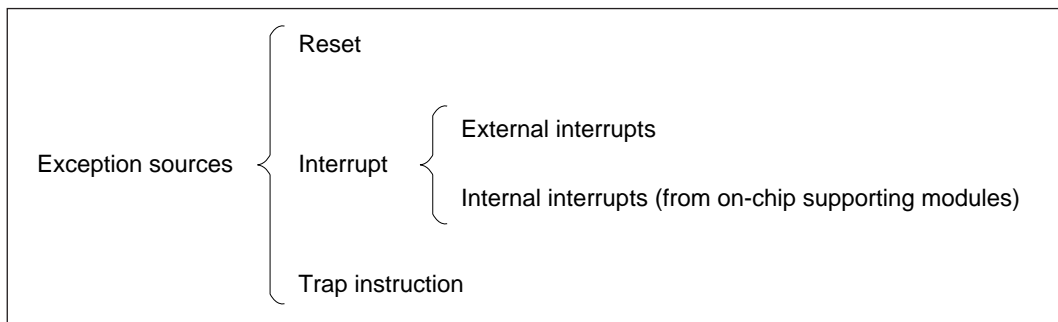 Reset
External interrupts
Exception sources
Interrupt
Internal interrupts (from on-chip supporting modules)
Trap instruction